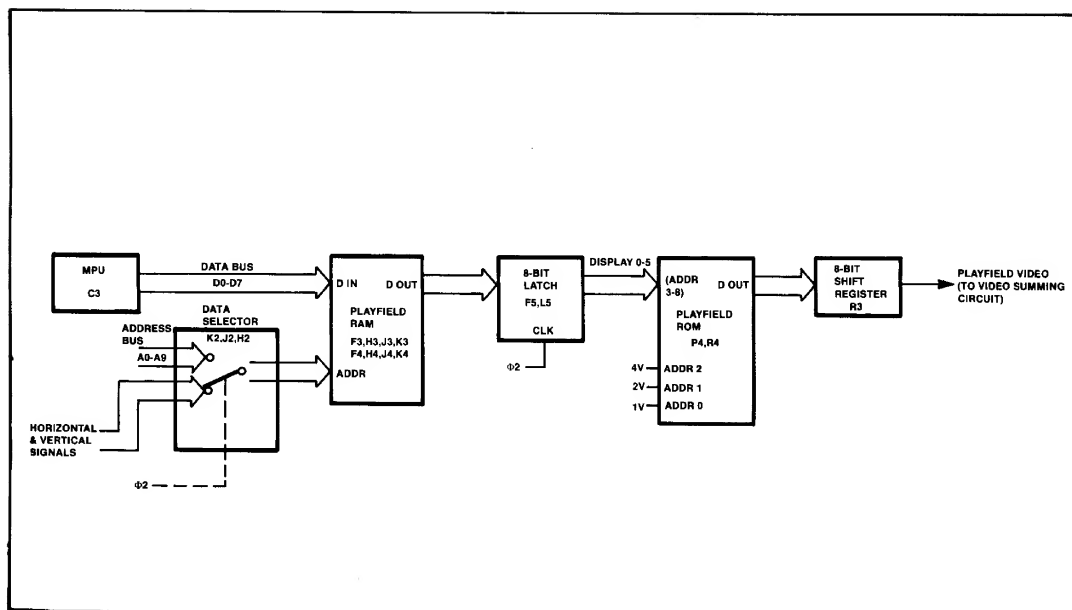 MPU
C3
DATA BUS
D0-D7
DATA
SELECTOR
K2,J2,H2
ADDRESS
BUS
A0-A9
HORIZONTAL
& VERTICAL
SIGNALS
Φ2
D IN
D OUT
PLAYFIELD
RAM
F3,H3,J3,K3
F4,H4,J4,K4
ADDR
8-BIT
LATCH
F5,L5
CLK
Φ2
DISPLAY 0-5
(ADDR
3-8)
D OUT
PLAYFIELD
ROM
P4,R4
4V
ADDR 2
2V
ADDR 1
1V
ADDR 0
8-BIT
SHIFT
REGISTER
R3
PLAYFIELD VIDEO
(TO VIDEO SUMMING
CIRCUIT)